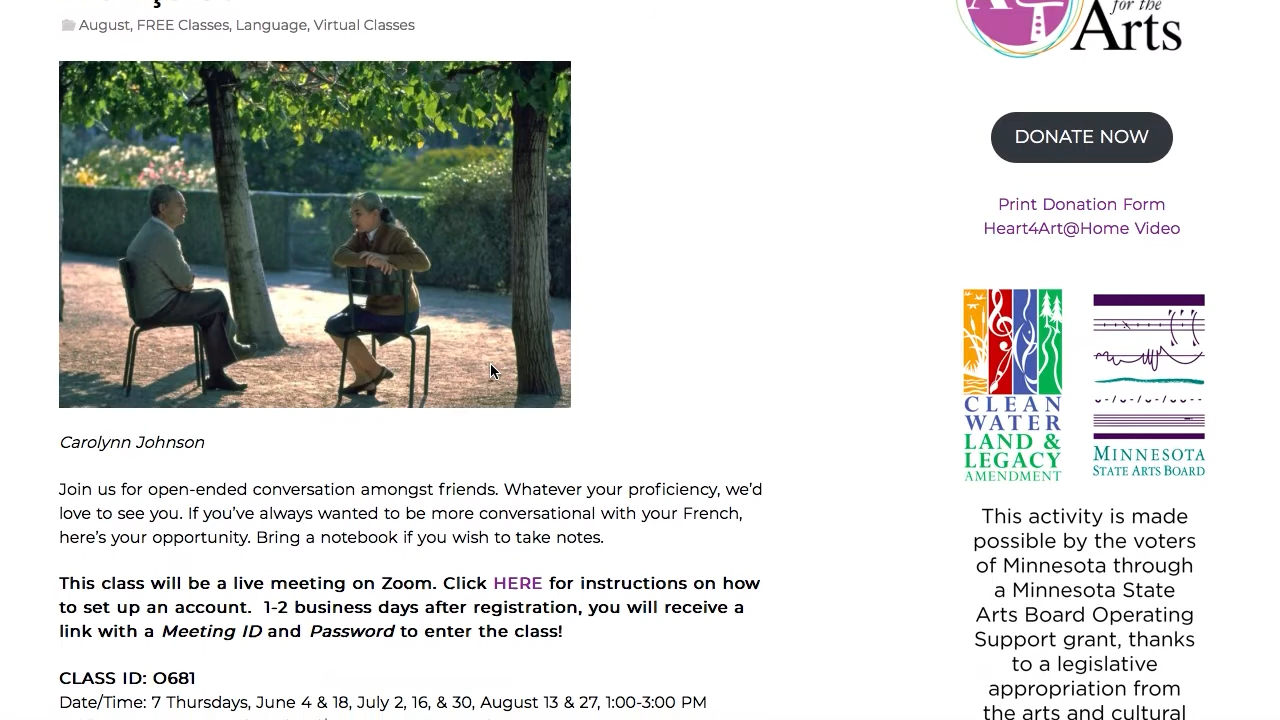 August, FREE Classes, Language, Virtual Classes
Carolynn Johnson
Join us for open-ended conversation amongst friends. Whatever your proficiency, we’d
love to see you. If you’ve always wanted to be more conversational with your French,
here’s your opportunity. Bring a notebook if you wish to take notes.
This class will be a live meeting on Zoom. Click HERE for instructions on how
to set up an account.  1-2 business days after registration, you will receive a
link with a Meeting ID and Password to enter the class!
CLASS ID: O681
Date/Time: 7 Thursdays, June 4 & 18, July 2, 16, & 30, August 13 & 27, 1:00-3:00 PM
for the
Arts
DONATE NOW
Print Donation Form
Heart4Art@Home Video
CLEAN
WATER
LAND &
LEGACY
AMENDMENT
MINNESOTA
STATE ARTS BOARD
This activity is made
possible by the voters
of Minnesota through
a Minnesota State
Arts Board Operating
Support grant, thanks
to a legislative
appropriation from
the arts and cultural